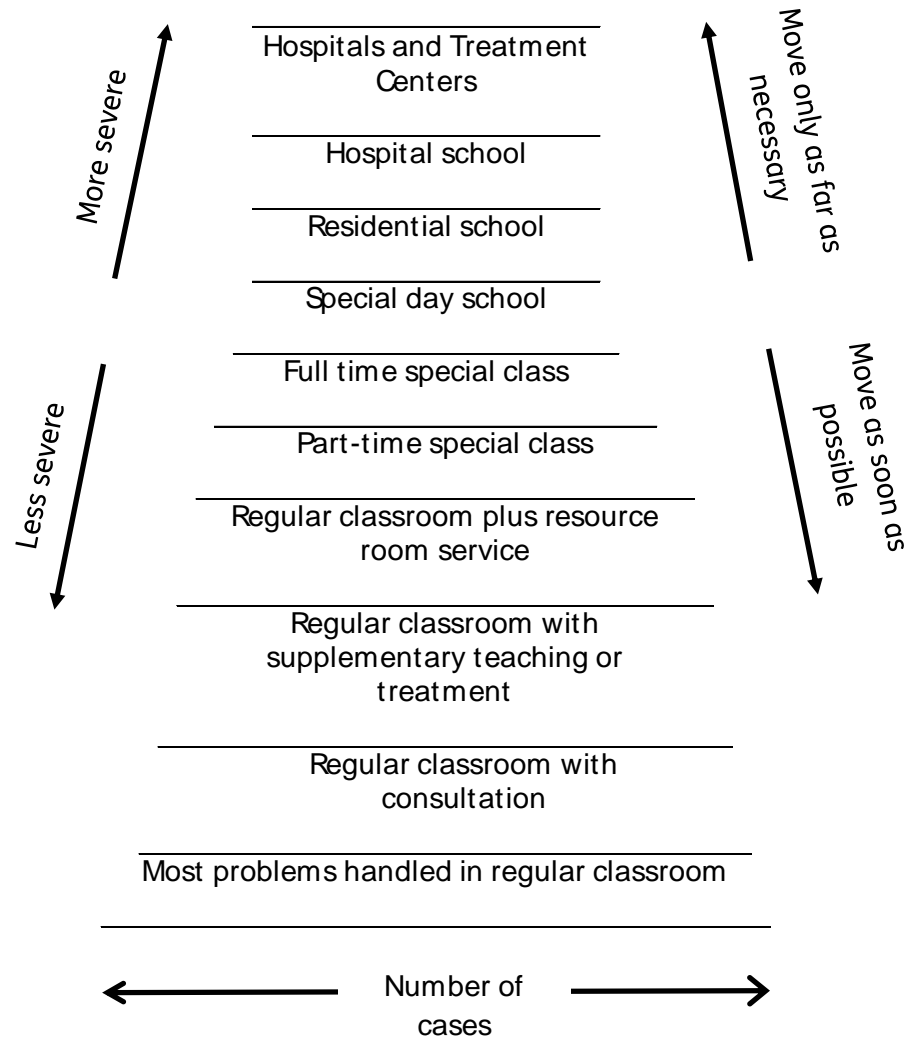 Hospitals and Treatment
Centers
Hospital school
Residential school
Special day school
Full time special class
Part-time special class
Regular classroom plus resource
room service
Regular classroom with
supplementary teaching or
treatment
Regular classroom with
consultation
Most problems handled in regular classroom
Number of
cases
More severe
Less severe
Move only as far as
necessary
Move as soon as
possible